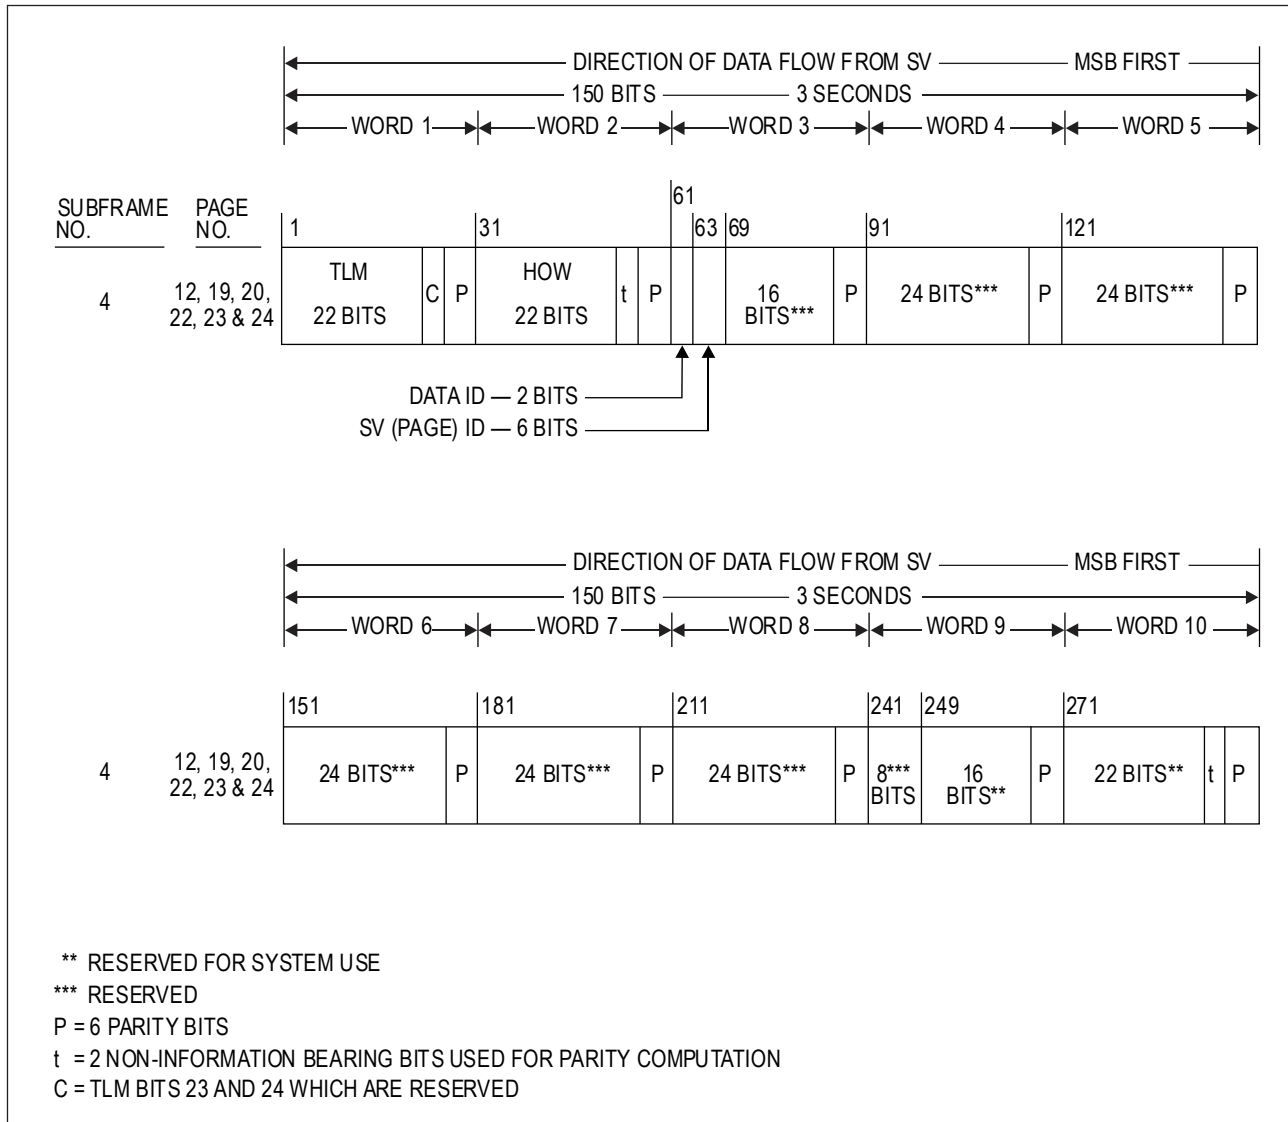 DIRECTION OF DATA FLOW FROM SV MSB FIRST
150 BITS 3 SECONDS
WORD 1 WORD 2 WORD 3 WORD 4 WORD 5
61
SUBFRAME NO. PAGE NO. 1 31 63 69 91 121
4 12, 19, 20, 22, 23 & 24 TLM 22 BITS C P HOW 22 BITS t P 16 BITS*** P 24 BITS*** P 24 BITS*** P
DATA ID — 2 BITS
SV (PAGE) ID — 6 BITS
DIRECTION OF DATA FLOW FROM SV MSB FIRST
150 BITS 3 SECONDS
WORD 6 WORD 7 WORD 8 WORD 9 WORD 10
151 181 211 241 249 271
4 12, 19, 20, 22, 23 & 24 24 BITS*** P 24 BITS*** P 24 BITS*** P 8*** BITS 16 BITS** P 22 BITS** t P
** RESERVED FOR SYSTEM USE
*** RESERVED
P = 6 PARITY BITS
t = 2 NON-INFORMATION BEARING BITS USED FOR PARITY COMPUTATION
C = TLM BITS 23 AND 24 WHICH ARE RESERVED